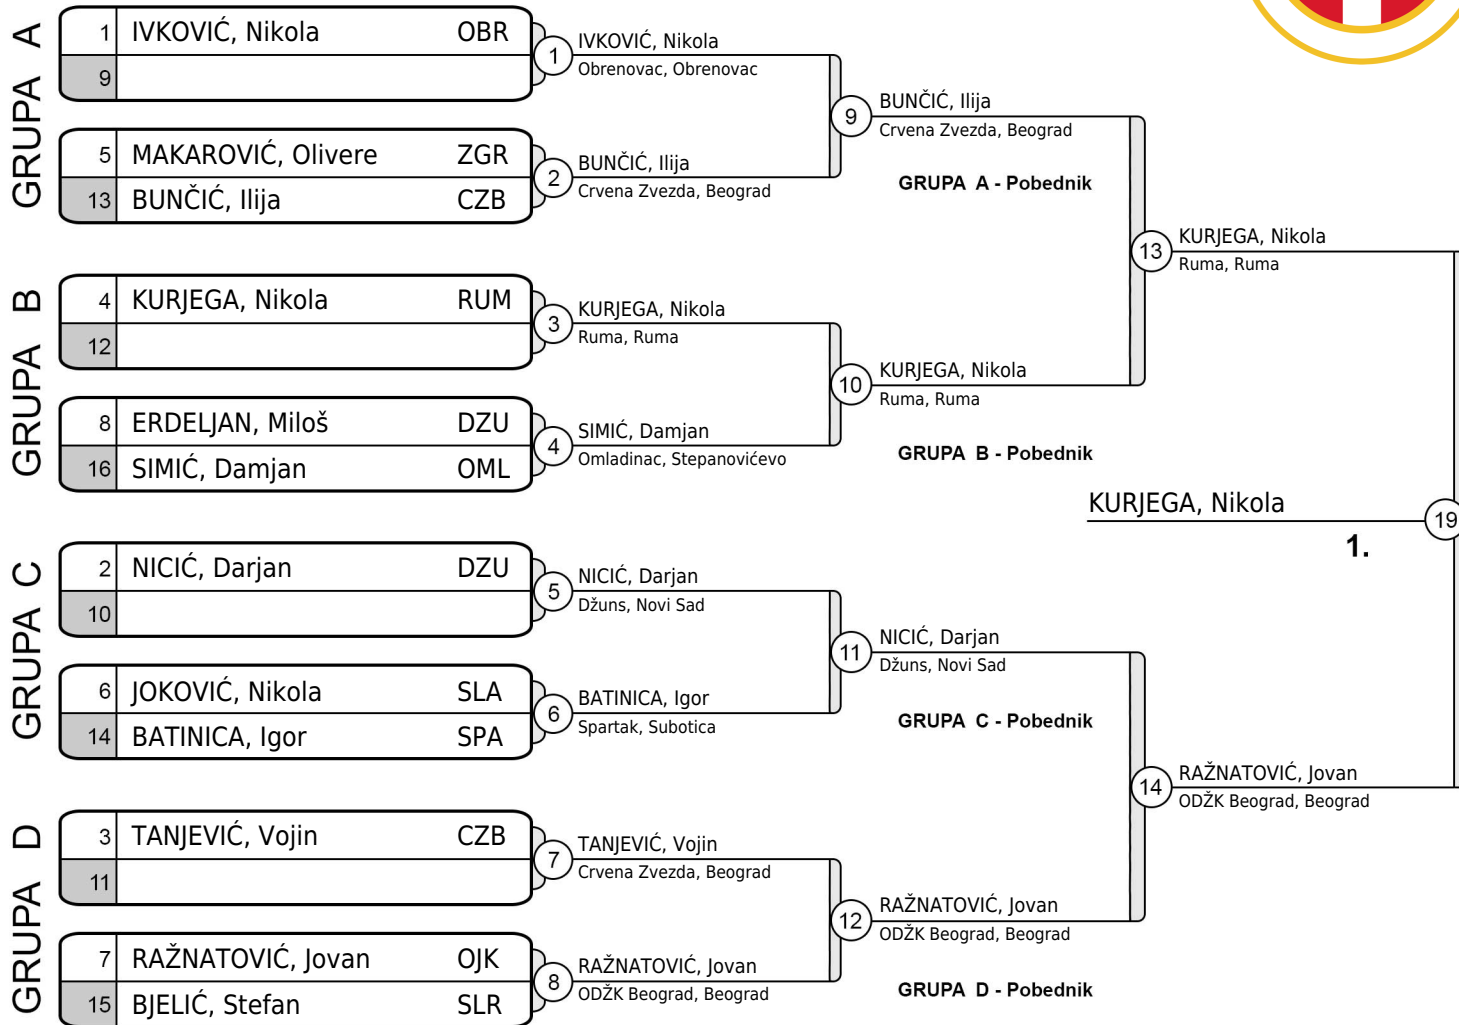 GRUPA A
1 IVKOVIĆ, Nikola OBR
9
5 MAKAROVIĆ, Olivere ZGR
13 BUNČIĆ, Ilija CZB
GRUPA B
4 KURJEGA, Nikola RUM
12
8 ERDELJAN, Miloš DZU
16 SIMIĆ, Damjan OML
GRUPA C
2 NICIĆ, Darjan DZU
10
6 JOKOVIĆ, Nikola SLA
14 BATINICA, Igor SPA
GRUPA D
3 TANJEVIĆ, Vojin CZB
11
7 RAŽNATOVIĆ, Jovan OJK
15 BJELIĆ, Stefan SLR
1 IVKOVIĆ, Nikola
Obrenovac, Obrenovac
2 BUNČIĆ, Ilija
Crvena Zvezda, Beograd
3 KURJEGA, Nikola
Ruma, Ruma
4 SIMIĆ, Damjan
Omladinac, Stepanovićevo
5 NICIĆ, Darjan
Džuns, Novi Sad
6 BATINICA, Igor
Spartak, Subotica
7 TANJEVIĆ, Vojin
Crvena Zvezda, Beograd
8 RAŽNATOVIĆ, Jovan
ODŽK Beograd, Beograd
9 BUNČIĆ, Ilija
Crvena Zvezda, Beograd
GRUPA A - Pobednik
10 KURJEGA, Nikola
Ruma, Ruma
GRUPA B - Pobednik
11 NICIĆ, Darjan
Džuns, Novi Sad
GRUPA C - Pobednik
12 RAŽNATOVIĆ, Jovan
ODŽK Beograd, Beograd
GRUPA D - Pobednik
13 KURJEGA, Nikola
Ruma, Ruma
14 RAŽNATOVIĆ, Jovan
ODŽK Beograd, Beograd
KURJEGA, Nikola 19
1.